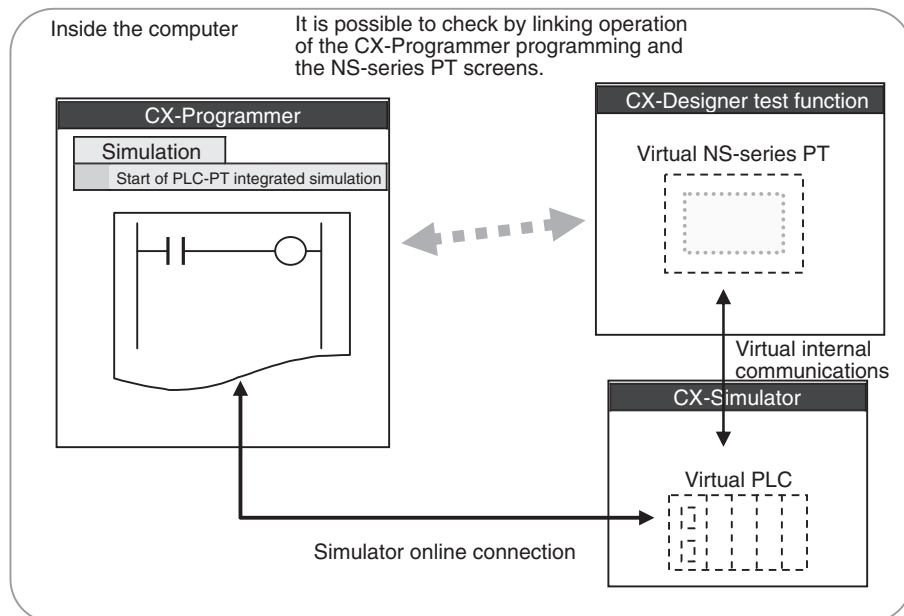 Inside the computer
It is possible to check by linking operation
of the CX-Programmer programming and
the NS-series PT screens.
CX-Programmer
Simulation
Start of PLC-PT integrated simulation
CX-Designer test function
Virtual NS-series PT
Virtual internal
communications
CX-Simulator
Virtual PLC
Simulator online connection